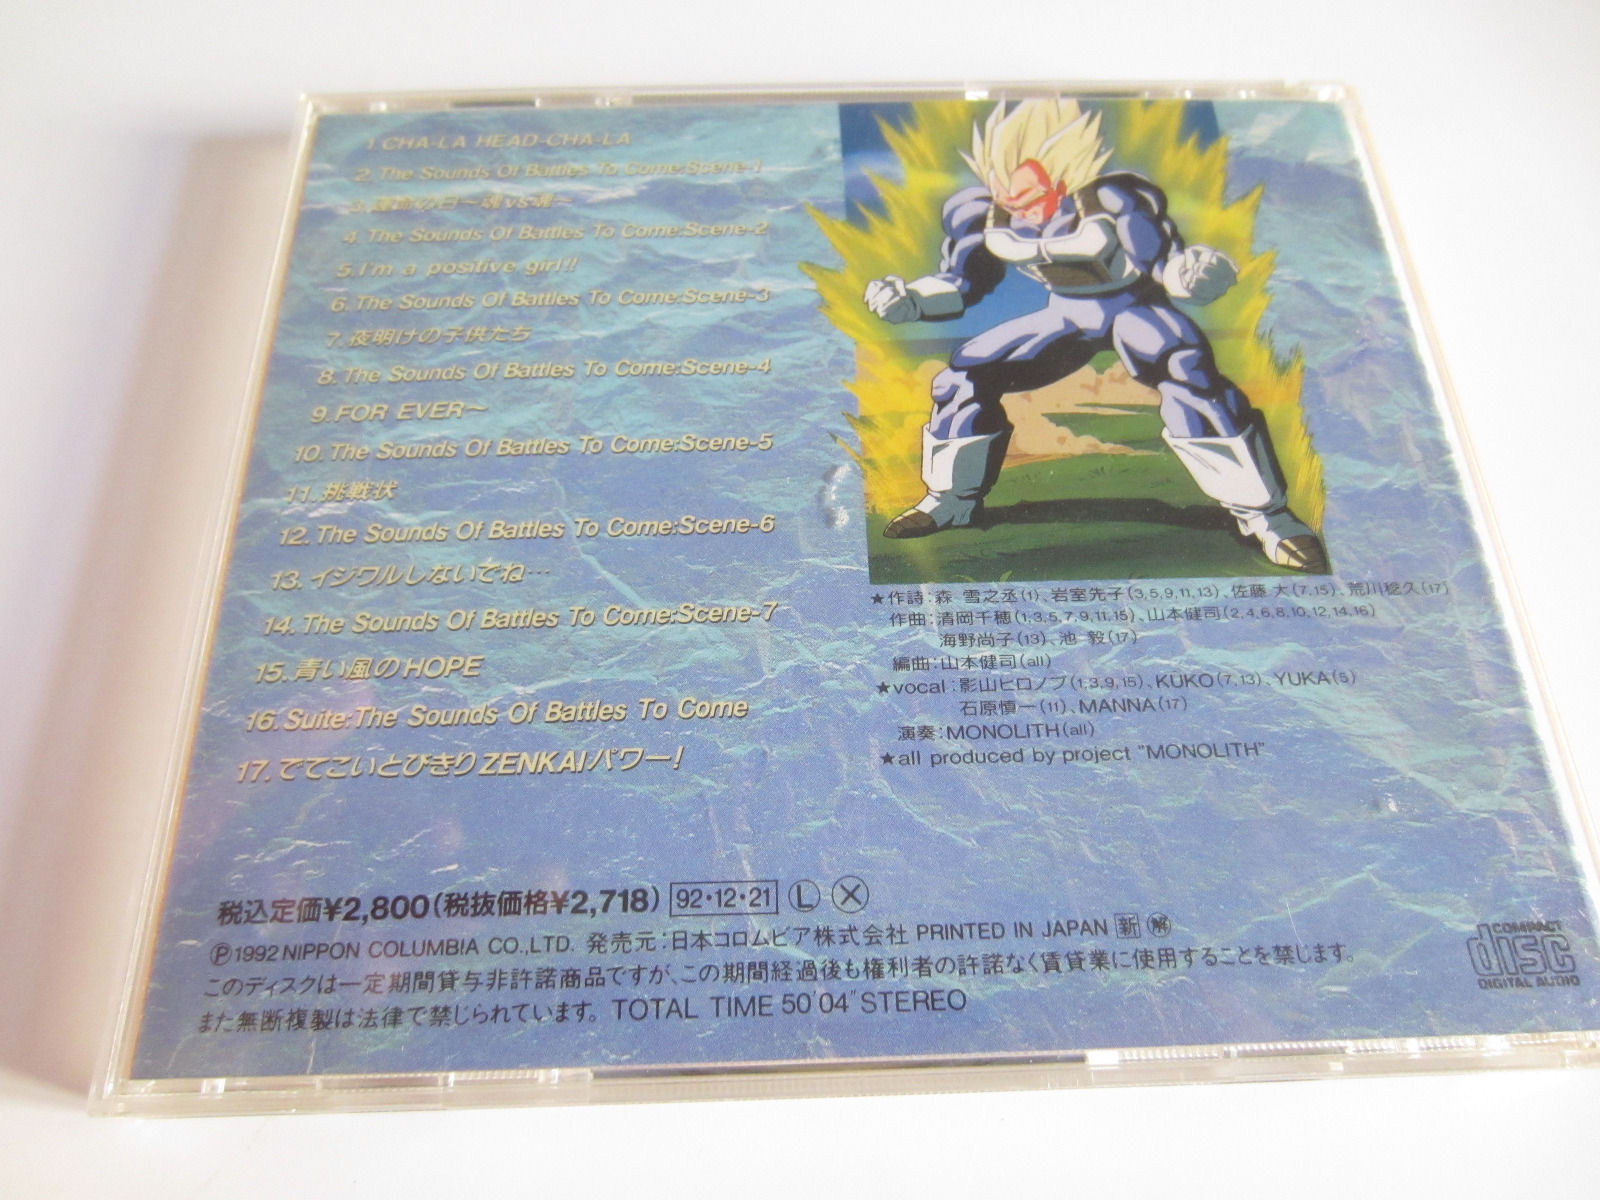 1. CHA-LA HEAD-CHA-LA
2. The Sounds Of Battles To Come:Scene-1
3. 運命の日〜魂vs魂〜
4. The Sounds Of Battles To Come:Scene-2
5. I'm a positive girl!!
6. The Sounds Of Battles To Come:Scene-3
7. 夜明けの子供たち
8. The Sounds Of Battles To Come:Scene-4
9. FOR EVER〜
10. The Sounds Of Battles To Come:Scene-5
11. 挑戦状
12. The Sounds Of Battles To Come:Scene-6
13. イジワルしないでね…
14. The Sounds Of Battles To Come:Scene-7
15. 青い風のHOPE
16. Suite:The Sounds Of Battles To Come
17. でてこいとびきりZENKAIパワー!
★作詩:森 雪之丞(1)、岩室先子(3,5,9,11,13)、佐藤 大(7,15)、荒川稔久(17)
作曲:清岡千穂(1,3,5,7,9,11,15)、山本健司(2,4,6,8,10,12,14,16)
海野尚子(13)、池 毅(17)
編曲:山本健司(all)
★vocal:影山ヒロノブ(1,3,9,15)、KUKO(7,13)、YUKA(5)
石原慎一(11)、MANNA(17)
演奏:MONOLITH(all)
★all produced by project "MONOLITH"
税込定価¥2,800(税抜価格¥2,718) 92・12・21 Ⓛ Ⓧ
Ⓟ1992 NIPPON COLUMBIA CO.,LTD. 発売元:日本コロムビア株式会社 PRINTED IN JAPAN 新 解
このディスクは一定期間貸与非許諾商品ですが、この期間経過後も権利者の許諾なく賃貸業に使用することを禁じます。
また無断複製は法律で禁じられています。 TOTAL TIME 50'04" STEREO
COMPACT
disc
DIGITAL AUDIO